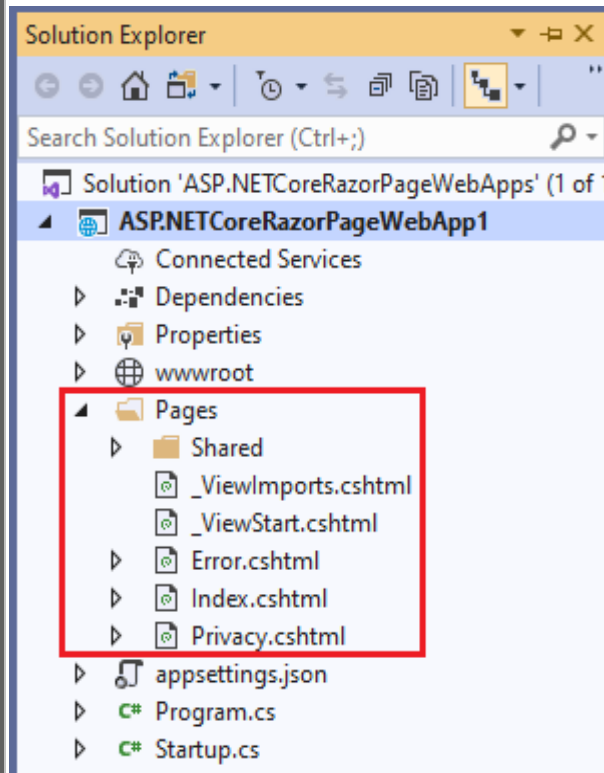 Solution Explorer
Search Solution Explorer (Ctrl+;)
Solution 'ASP.NETCoreRazorPageWebApps' (1 of 1
ASP.NETCoreRazorPageWebApp1
Connected Services
Dependencies
Properties
wwwroot
Pages
Shared
_ViewImports.cshtml
_ViewStart.cshtml
Error.cshtml
Index.cshtml
Privacy.cshtml
appsettings.json
C# Program.cs
C# Startup.cs